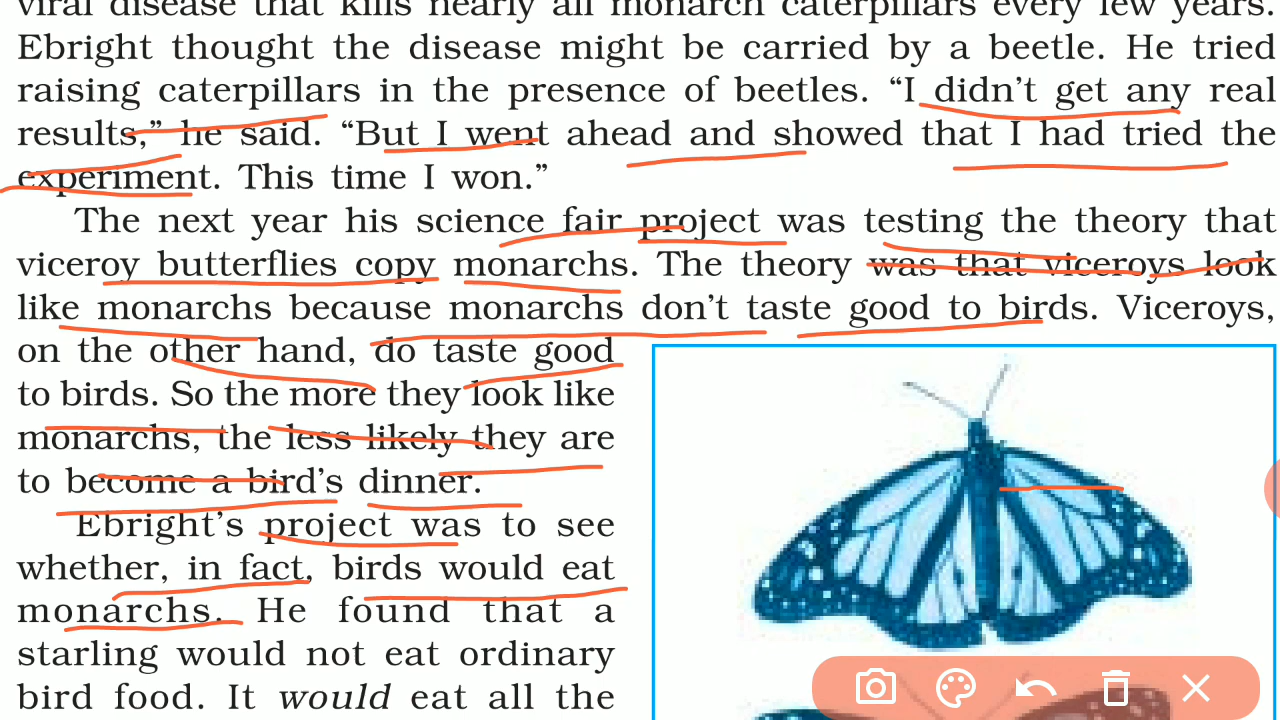 viral disease that kills nearly all monarch caterpillars every few years.
Ebright thought the disease might be carried by a beetle. He tried
raising caterpillars in the presence of beetles. “I didn’t get any real
results,” he said. “But I went ahead and showed that I had tried the
experiment. This time I won.”
The next year his science fair project was testing the theory that
viceroy butterflies copy monarchs. The theory was that viceroys look
like monarchs because monarchs don’t taste good to birds. Viceroys,
on the other hand, do taste good
to birds. So the more they look like
monarchs, the less likely they are
to become a bird’s dinner.
Ebright’s project was to see
whether, in fact, birds would eat
monarchs. He found that a
starling would not eat ordinary
bird food. It would eat all the